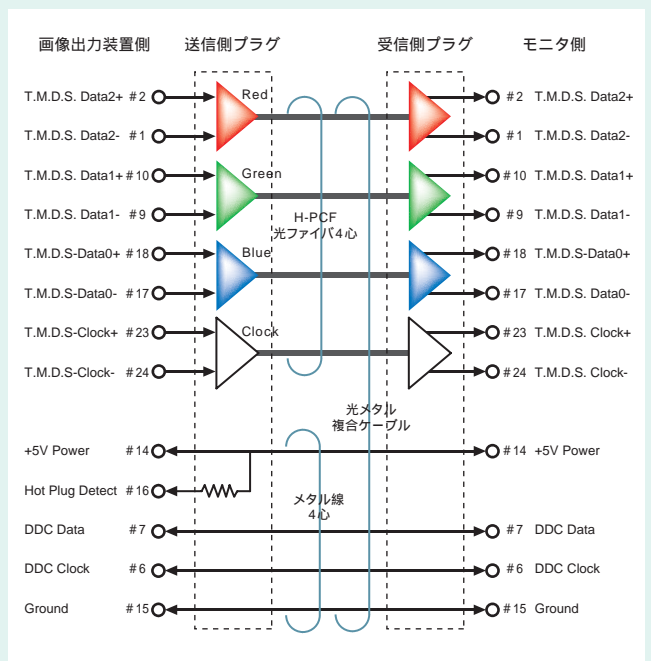 画像出力装置側 送信側プラグ 受信側プラグ モニタ側
T.M.D.S. Data2+ #2 Red #2 T.M.D.S. Data2+
T.M.D.S. Data2- #1 #1 T.M.D.S. Data2-
T.M.D.S. Data1+ #10 Green #10 T.M.D.S. Data1+
T.M.D.S. Data1- #9 #9 T.M.D.S. Data1-
H-PCF
光ファイバ4心
T.M.D.S-Data0+ #18 Blue #18 T.M.D.S-Data0+
T.M.D.S-Data0- #17 #17 T.M.D.S. Data0-
T.M.D.S-Clock+ #23 Clock #23 T.M.D.S. Clock+
T.M.D.S-Clock- #24 #24 T.M.D.S. Clock-
光メタル
複合ケーブル
+5V Power #14 #14 +5V Power
Hot Plug Detect #16
メタル線
4心
DDC Data #7 #7 DDC Data
DDC Clock #6 #6 DDC Clock
Ground #15 #15 Ground